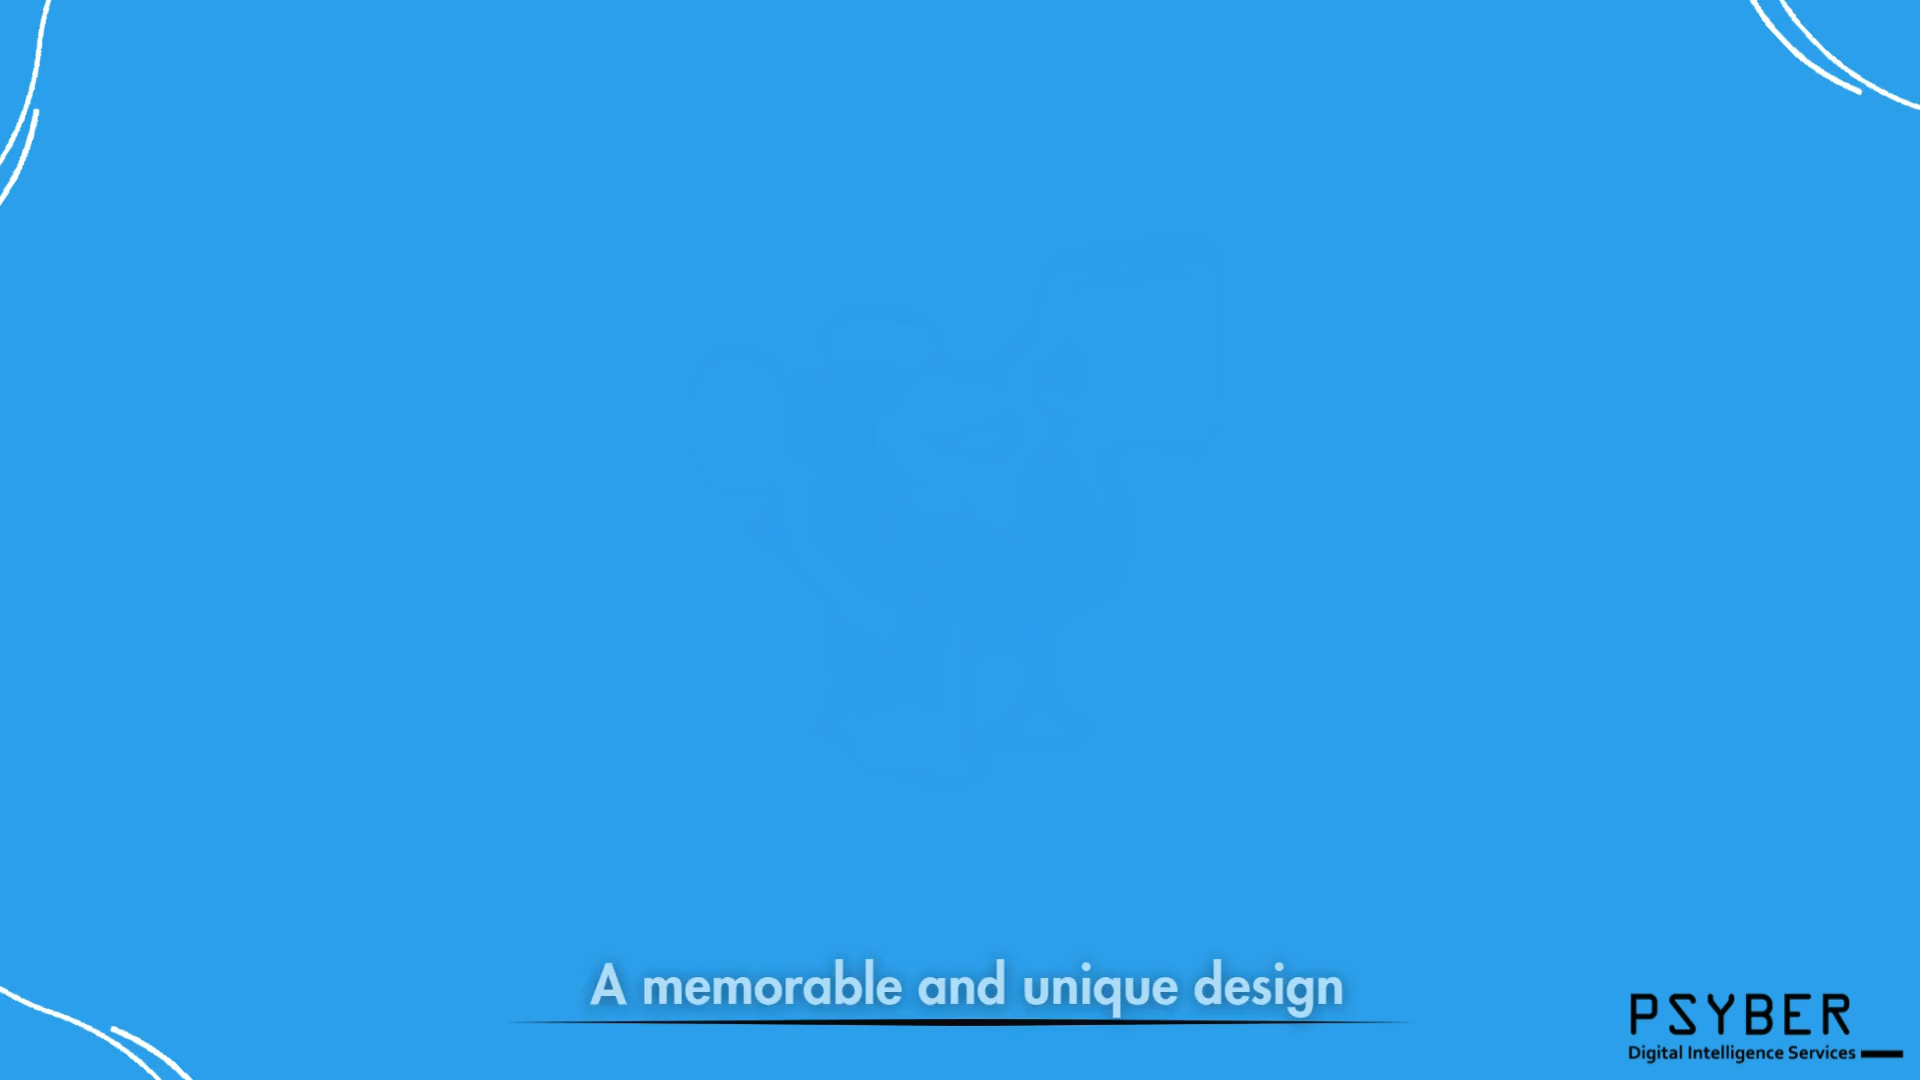 A memorable and unique design
PSYBER
Digital Intelligence Services